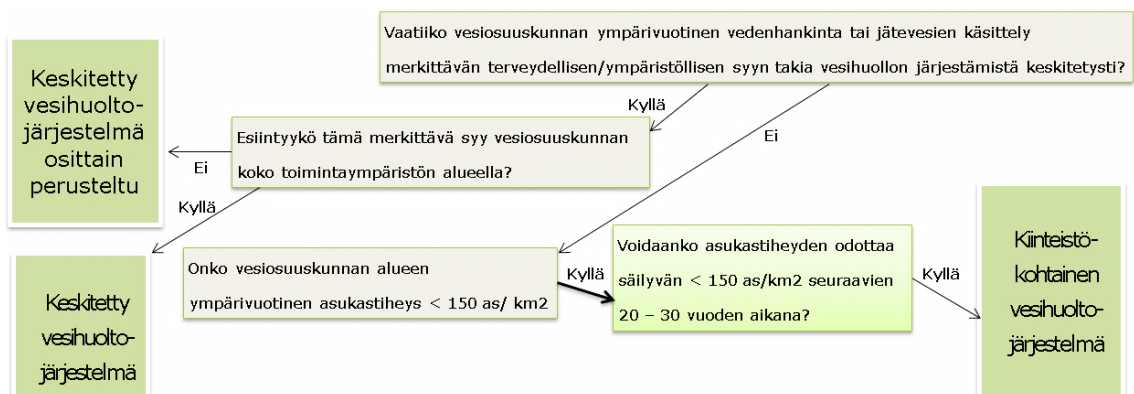 Vaatiiko vesiosuuskunnan ympärivuotinen vedenhankinta tai jätevesien käsittely
merkittävän terveydellisen/ympäristöllisen syyn takia vesihuollon järjestämistä keskitetysti?
Keskitetty
vesihuolto-
järjestelmä
osittain
perusteltu
Kyllä
Ei
Esiintyykö tämä merkittävä syy vesiosuuskunnan
koko toimintaympäristön alueella?
Ei
Kyllä
Keskitetty
vesihuolto-
järjestelmä
Onko vesiosuuskunnan alueen
ympärivuotinen asukastiheys < 150 as/ km2
Kyllä
Voidaanko asukastiheyden odottaa
säilyvän < 150 as/km2 seuraavien
20 – 30 vuoden aikana?
Kyllä
Kiinteistö-
kohtainen
vesihuolto-
järjestelmä